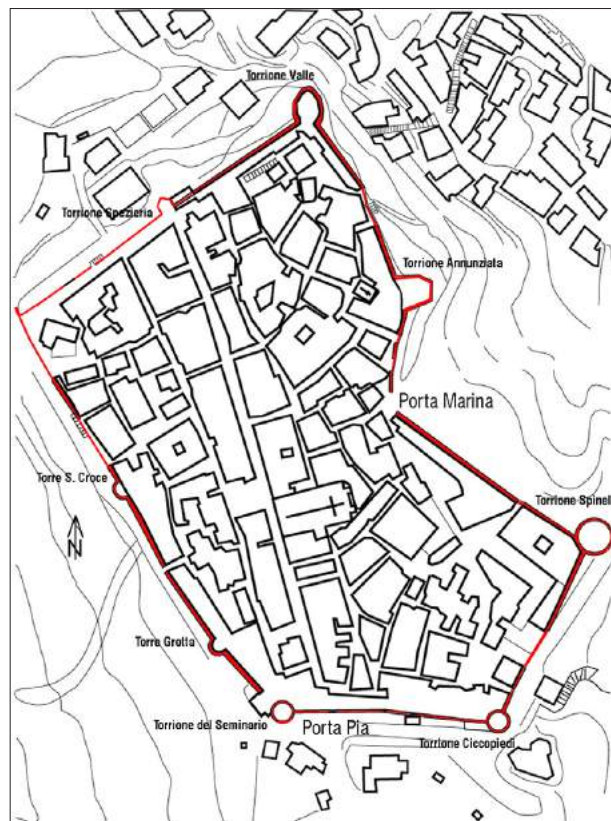 Torrione Valle
Torrione Spezieria
Torrione Annunziata
Porta Marina
Torre S. Croce
Torrione Spinel
N
Torre Grotta
Torrione del Seminario
Porta Pia
Torrione Ciccopiedi